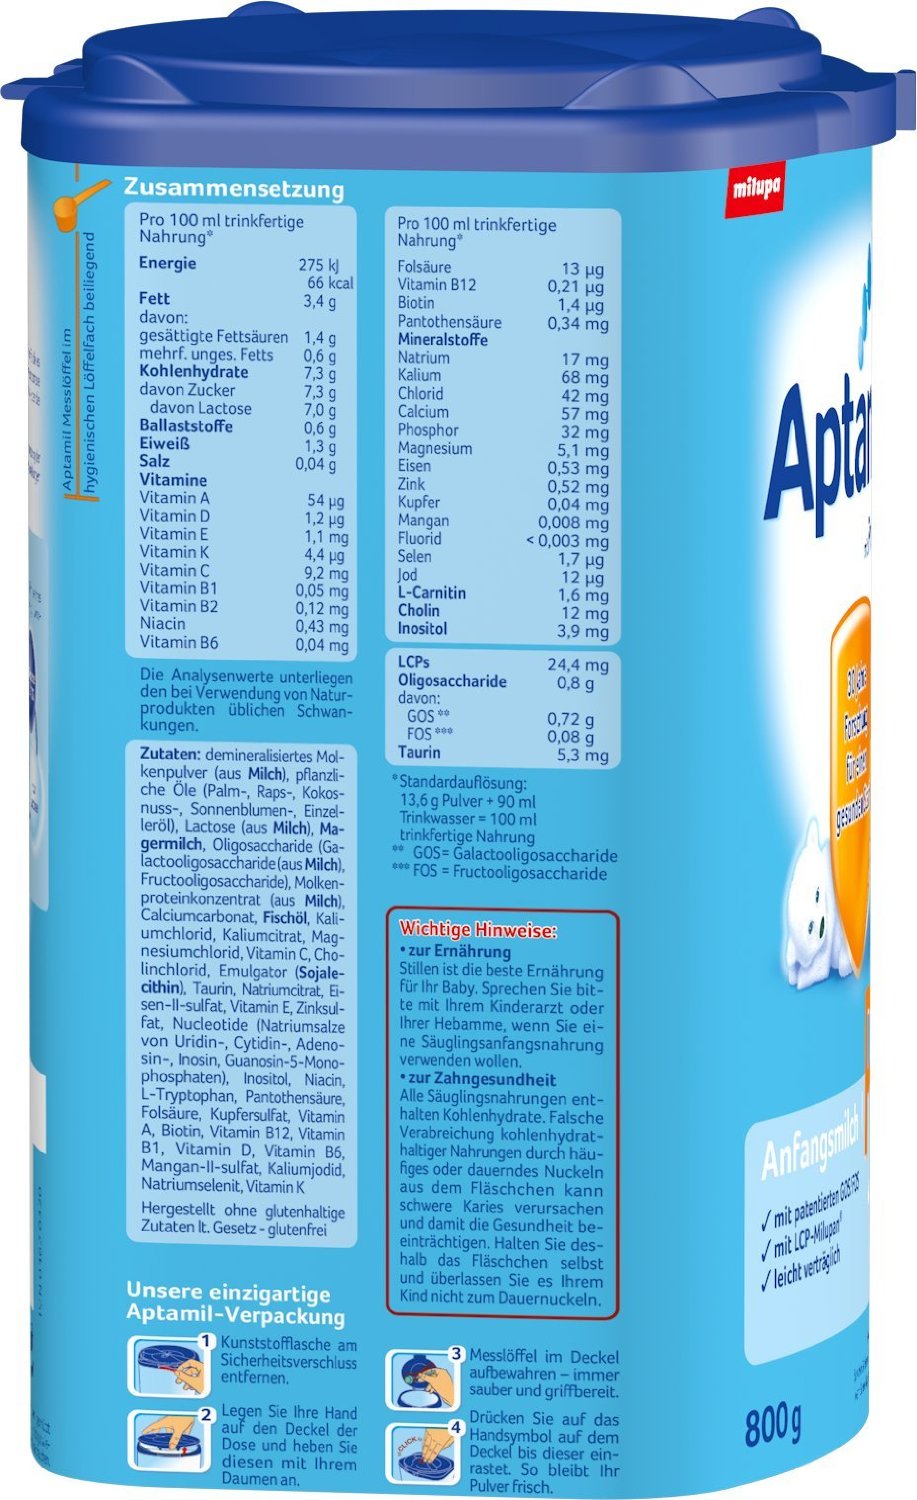 milupa
Aptamil Messlöffel im
hygienischen Löffelfach beiliegend
Zusammensetzung
Pro 100 ml trinkfertige
Nahrung*
Energie 275 kJ
66 kcal
Fett 3,4 g
davon:
gesättigte Fettsäuren 1,4 g
mehrf. unges. Fetts 0,6 g
Kohlenhydrate 7,3 g
davon Zucker 7,3 g
davon Lactose 7,0 g
Ballaststoffe 0,6 g
Eiweiß 1,3 g
Salz 0,04 g
Vitamine
Vitamin A 54 µg
Vitamin D 1,2 µg
Vitamin E 1,1 mg
Vitamin K 4,4 µg
Vitamin C 9,2 mg
Vitamin B1 0,05 mg
Vitamin B2 0,12 mg
Niacin 0,43 mg
Vitamin B6 0,04 mg
Die Analysenwerte unterliegen
den bei Verwendung von Natur-
produkten üblichen Schwan-
kungen.
Zutaten: demineralisiertes Mol-
kenpulver (aus Milch), pflanzli-
che Öle (Palm-, Raps-, Kokos-
nuss-, Sonnenblumen-, Einzel-
leröl), Lactose (aus Milch), Ma-
germilch, Oligosaccharide (Ga-
lactooligosaccharide (aus Milch),
Fructooligosaccharide), Molken-
proteinkonzentrat (aus Milch),
Calciumcarbonat, Fischöl, Kali-
umchlorid, Kaliumcitrat, Mag-
nesiumchlorid, Vitamin C, Cho-
linchlorid, Emulgator (Sojale-
cithin), Taurin, Natriumcitrat, Ei-
sen-II-sulfat, Vitamin E, Zinksul-
fat, Nucleotide (Natriumsalze
von Uridin-, Cytidin-, Adeno-
sin-, Inosin, Guanosin-5-Mono-
phosphaten), Inositol, Niacin,
L-Tryptophan, Pantothensäure,
Folsäure, Kupfersulfat, Vitamin
A, Biotin, Vitamin B12, Vitamin
B1, Vitamin D, Vitamin B6,
Mangan-II-sulfat, Kaliumjodid,
Natriumselenit, Vitamin K
Hergestellt ohne glutenhaltige
Zutaten lt. Gesetz - glutenfrei
Unsere einzigartige
Aptamil-Verpackung
1 Kunststofflasche am
Sicherheitsverschluss
entfernen.
2 Legen Sie Ihre Hand
auf den Deckel der
Dose und heben Sie
diesen mit Ihrem
Daumen an.
Pro 100 ml trinkfertige
Nahrung*
Folsäure 13 µg
Vitamin B12 0,21 µg
Biotin 1,4 µg
Pantothensäure 0,34 mg
Mineralstoffe
Natrium 17 mg
Kalium 68 mg
Chlorid 42 mg
Calcium 57 mg
Phosphor 32 mg
Magnesium 5,1 mg
Eisen 0,53 mg
Zink 0,52 mg
Kupfer 0,04 mg
Mangan 0,008 mg
Fluorid < 0,003 mg
Selen 1,7 µg
Jod 12 µg
L-Carnitin 1,6 mg
Cholin 12 mg
Inositol 3,9 mg
LCPs 24,4 mg
Oligosaccharide 0,8 g
davon:
GOS ** 0,72 g
FOS *** 0,08 g
Taurin 5,3 mg
*Standardauflösung:
13,6 g Pulver + 90 ml
Trinkwasser = 100 ml
trinkfertige Nahrung
** GOS= Galactooligosaccharide
*** FOS = Fructooligosaccharide
Wichtige Hinweise:
• zur Ernährung
Stillen ist die beste Ernährung
für Ihr Baby. Sprechen Sie bit-
te mit Ihrem Kinderarzt oder
Ihrer Hebamme, wenn Sie ei-
ne Säuglingsanfangsnahrung
verwenden wollen.
• zur Zahngesundheit
Alle Säuglingsnahrungen ent-
halten Kohlenhydrate. Falsche
Verabreichung kohlenhydrat-
haltiger Nahrungen durch häu-
figes oder dauerndes Nuckeln
aus dem Fläschchen kann
schwere Karies verursachen
und damit die Gesundheit be-
einträchtigen. Halten Sie des-
halb das Fläschchen selbst
und überlassen Sie es Ihrem
Kind nicht zum Dauernuckeln.
3 Messlöffel im Deckel
aufbewahren – immer
sauber und griffbereit.
CLICK
4 Drücken Sie auf das
Handsymbol auf dem
Deckel bis dieser ein-
rastet. So bleibt Ihr
Pulver frisch.
Apta
30 Jahre
Forschung
für einen
Anfangsmilch
✓ mit patentierten GOS/FOS
✓ mit LCP-Milupan
✓ leicht verträglich
800 g